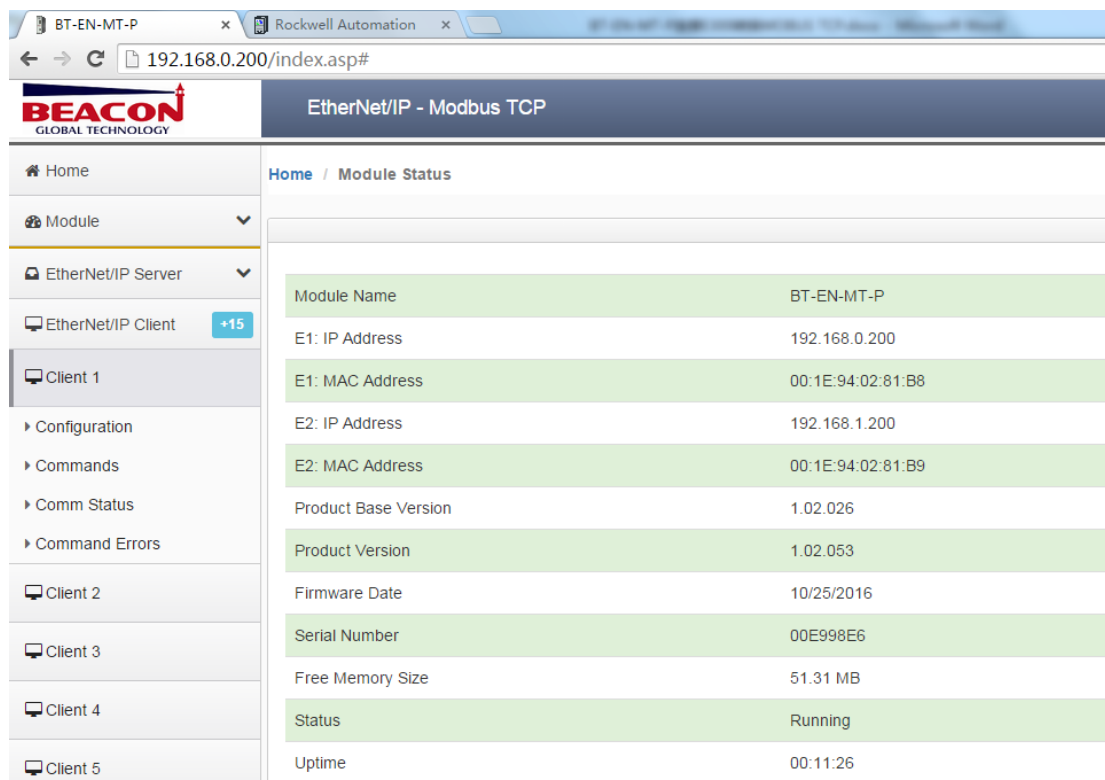 BT-EN-MT-P
Rockwell Automation
192.168.0.200/index.asp#
BEACON
GLOBAL TECHNOLOGY
EtherNet/IP - Modbus TCP
Home
Home / Module Status
Module
EtherNet/IP Server
EtherNet/IP Client +15
Client 1
Configuration
Commands
Comm Status
Command Errors
Client 2
Client 3
Client 4
Client 5
Module Name BT-EN-MT-P
E1: IP Address 192.168.0.200
E1: MAC Address 00:1E:94:02:81:B8
E2: IP Address 192.168.1.200
E2: MAC Address 00:1E:94:02:81:B9
Product Base Version 1.02.026
Product Version 1.02.053
Firmware Date 10/25/2016
Serial Number 00E998E6
Free Memory Size 51.31 MB
Status Running
Uptime 00:11:26